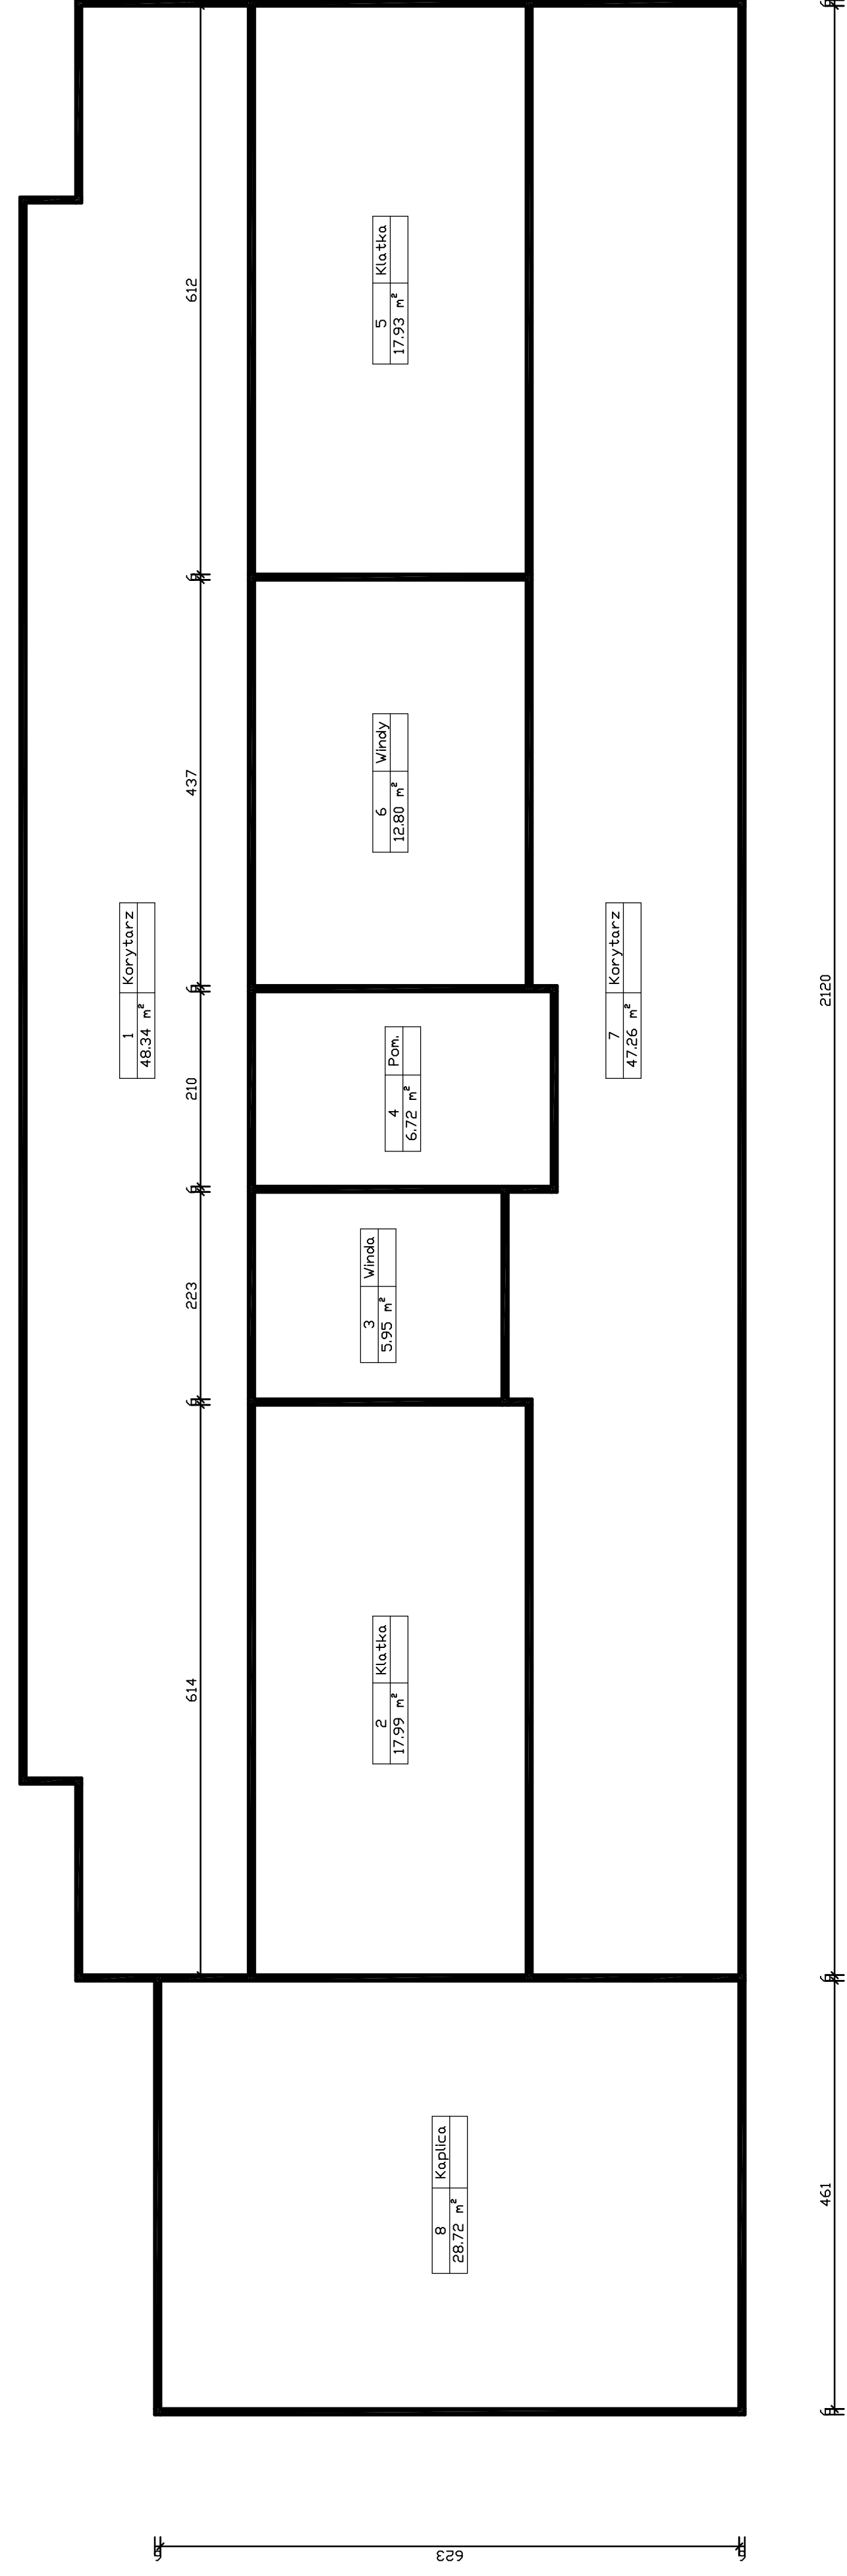 1 Korytarz
48.34 m²
614
6
223
6
210
6
437
6
612
2 Klatka
17.99 m²
3 Winda
5.95 m²
4 Pom.
6.72 m²
6 Windy
12.80 m²
5 Klatka
17.93 m²
7 Korytarz
47.26 m²
8 Kaplica
28.72 m²
6
461
6
2120
6
6
623
6